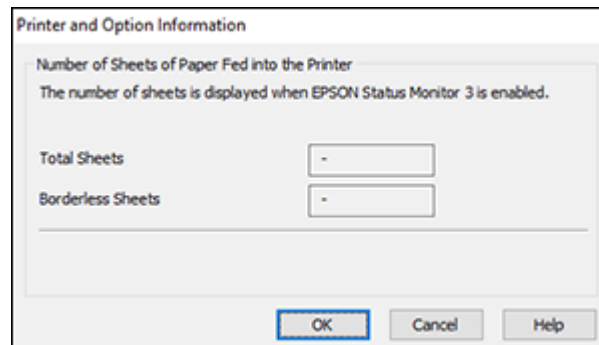 Printer and Option Information
Number of Sheets of Paper Fed into the Printer
The number of sheets is displayed when EPSON Status Monitor 3 is enabled.
Total Sheets -
Borderless Sheets -
OK Cancel Help